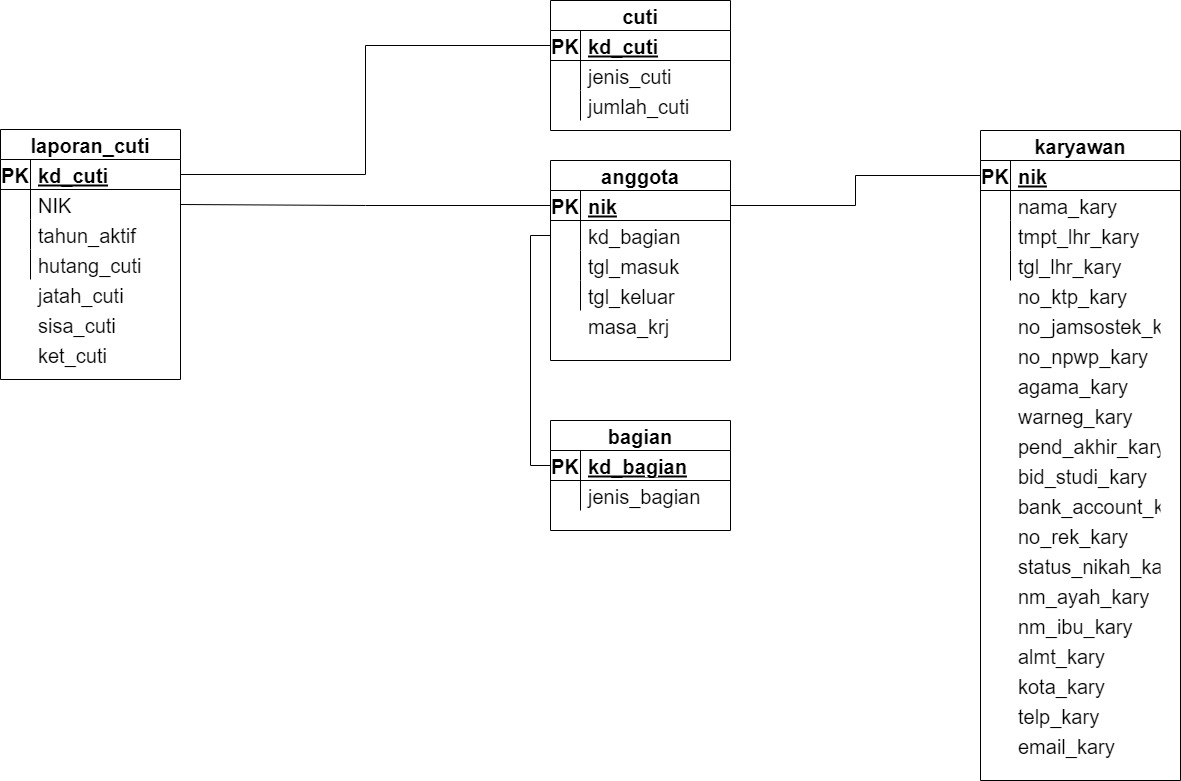 cuti
PK kd_cuti
jenis_cuti
jumlah_cuti
laporan_cuti
PK kd_cuti
NIK
tahun_aktif
hutang_cuti
jatah_cuti
sisa_cuti
ket_cuti
anggota
PK nik
kd_bagian
tgl_masuk
tgl_keluar
masa_krj
bagian
PK kd_bagian
jenis_bagian
karyawan
PK nik
nama_kary
tmpt_lhr_kary
tgl_lhr_kary
no_ktp_kary
no_jamsostek_k
no_npwp_kary
agama_kary
warneg_kary
pend_akhir_kary
bid_studi_kary
bank_account_k
no_rek_kary
status_nikah_ka
nm_ayah_kary
nm_ibu_kary
almt_kary
kota_kary
telp_kary
email_kary